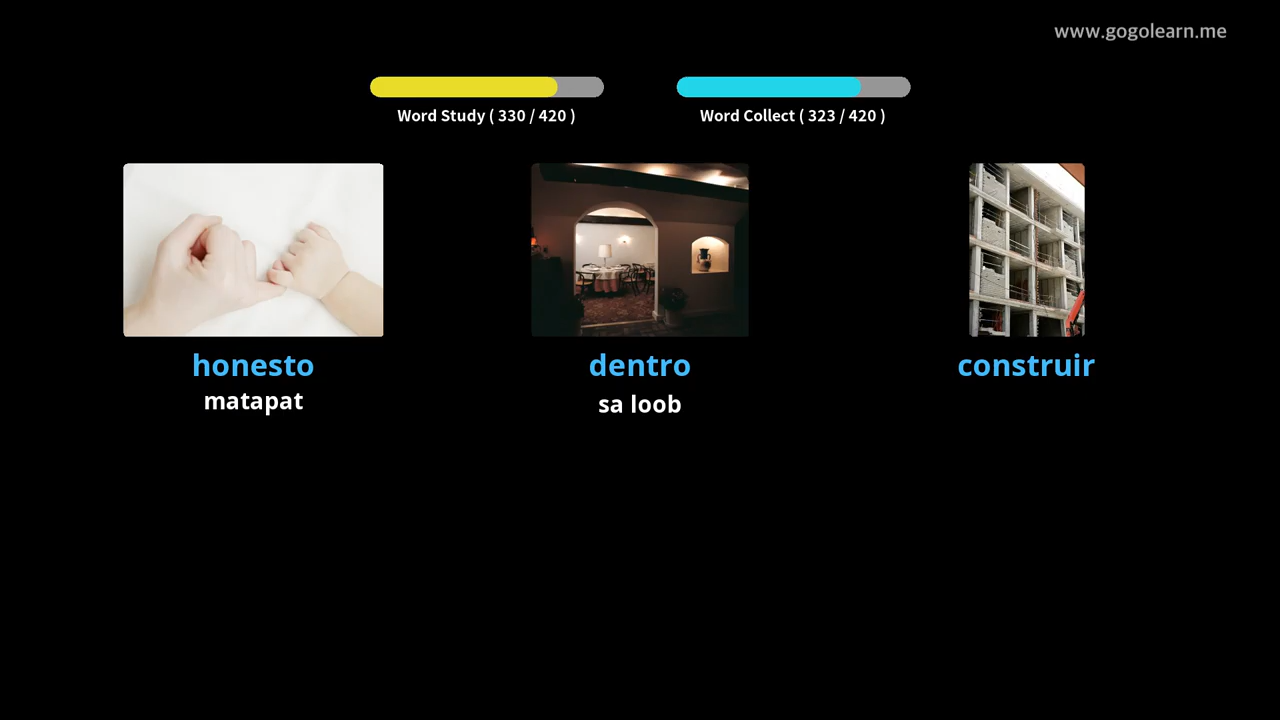 www.gogolearn.me
Word Study ( 330 / 420 )
Word Collect ( 323 / 420 )
honesto
matapat
dentro
sa loob
construir